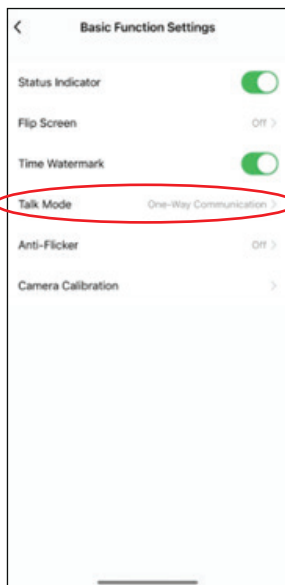 Basic Function Settings
Status Indicator
Flip Screen Off
Time Watermark
Talk Mode One-Way Communication
Anti-Flicker Off
Camera Calibration